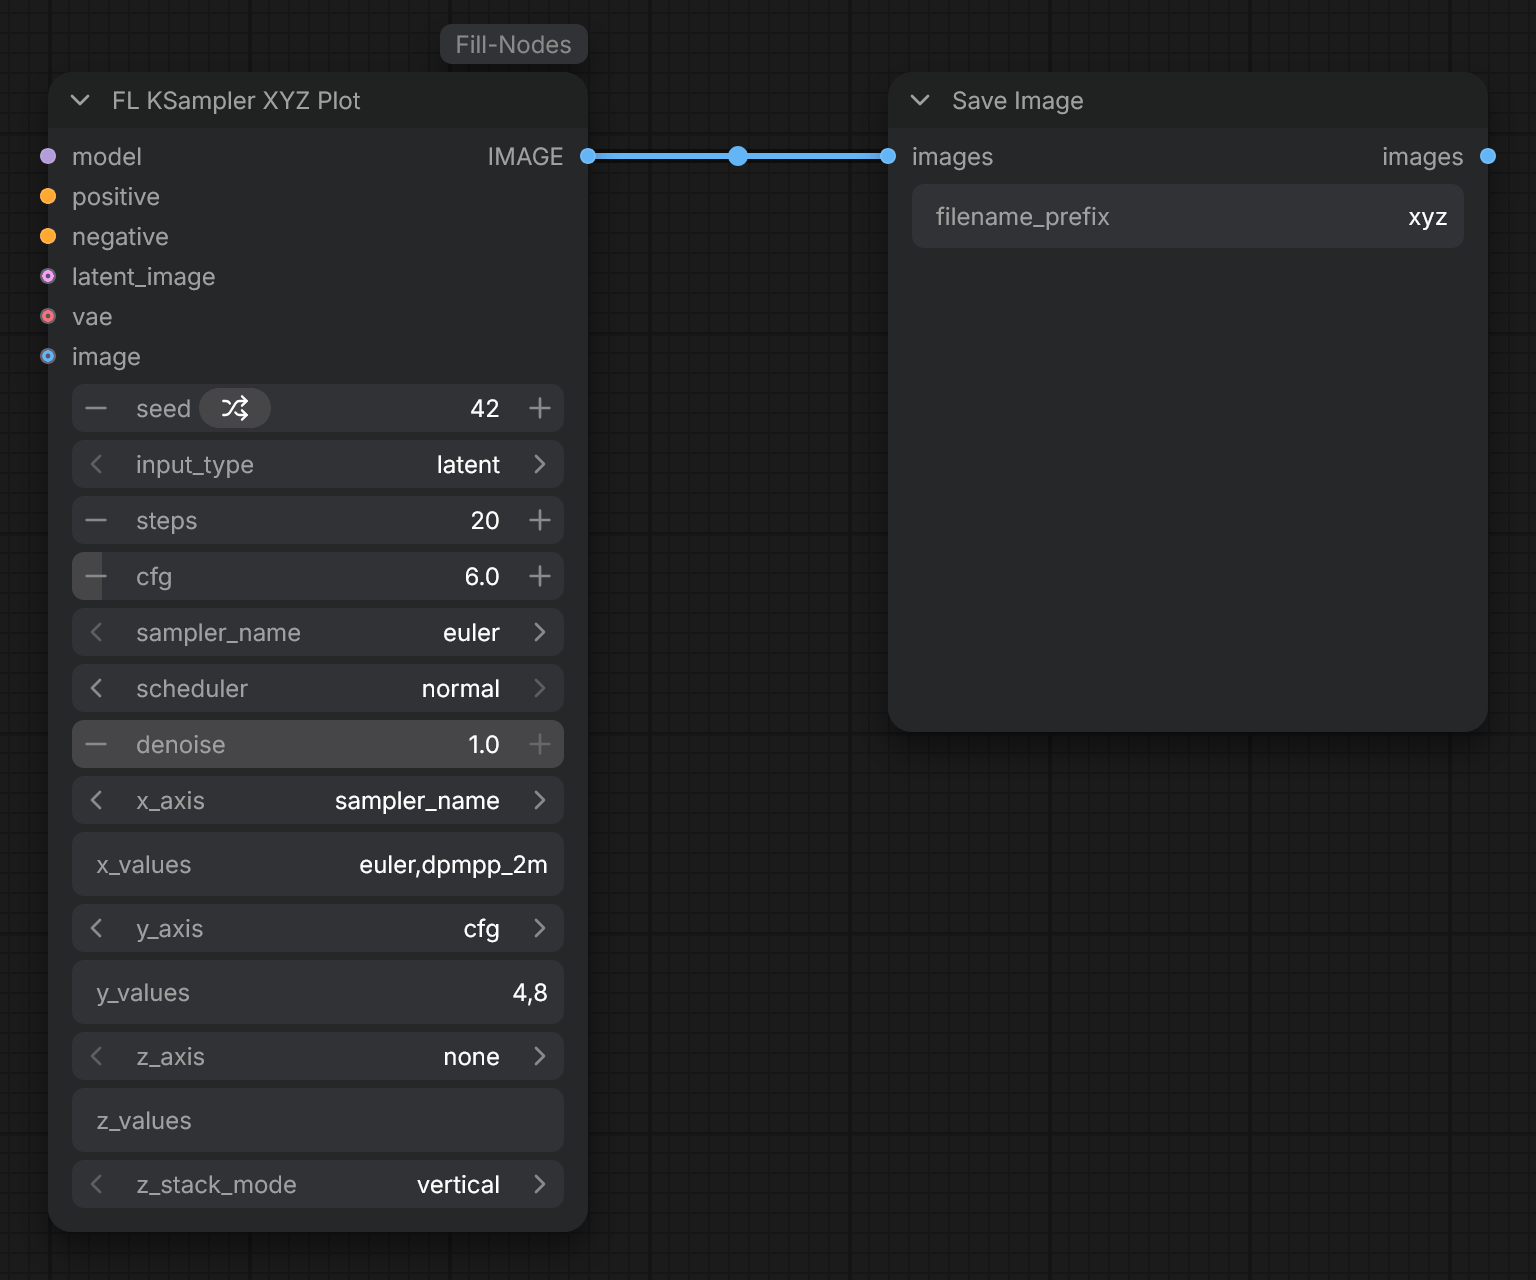 Fill-Nodes
FL KSampler XYZ Plot
model IMAGE
positive
negative
latent_image
vae
image
seed 42
input_type latent
steps 20
cfg 6.0
sampler_name euler
scheduler normal
denoise 1.0
x_axis sampler_name
x_values euler,dpmpp_2m
y_axis cfg
y_values 4,8
z_axis none
z_values
z_stack_mode vertical
Save Image
images images
filename_prefix xyz